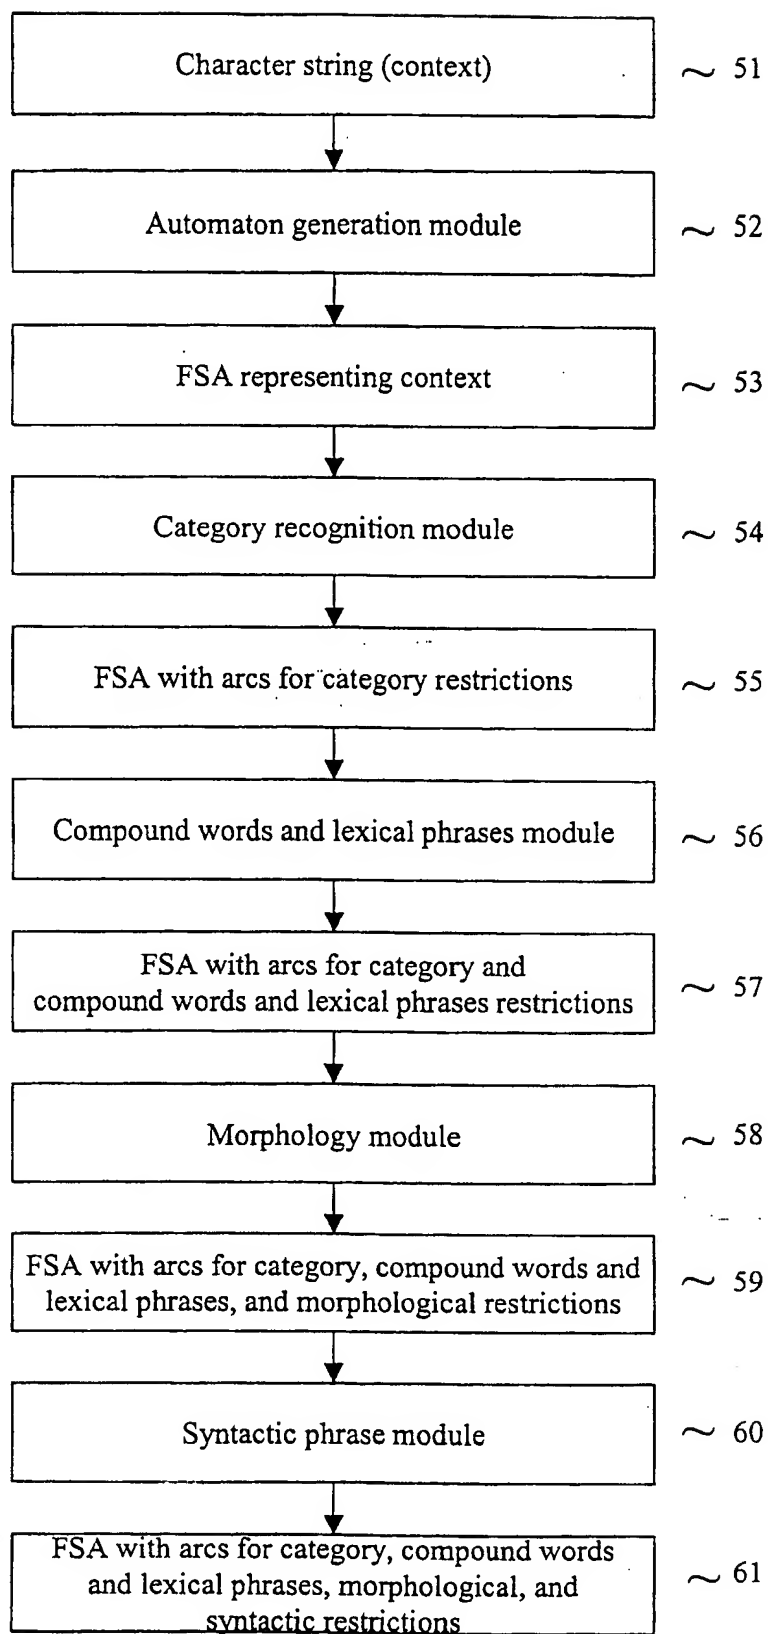 Character string (context)
~ 51
Automaton generation module
~ 52
FSA representing context
~ 53
Category recognition module
~ 54
FSA with arcs for category restrictions
~ 55
Compound words and lexical phrases module
~ 56
FSA with arcs for category and
compound words and lexical phrases restrictions
~ 57
Morphology module
~ 58
FSA with arcs for category, compound words and
lexical phrases, and morphological restrictions
~ 59
Syntactic phrase module
~ 60
FSA with arcs for category, compound words
and lexical phrases, morphological, and
syntactic restrictions
~ 61